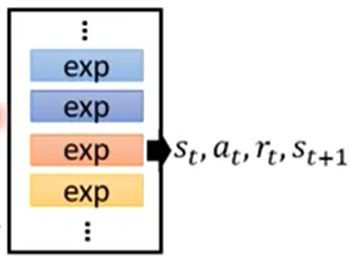 ⋮
exp
exp
exp $s_t, a_t, r_t, s_{t+1}$
exp
⋮